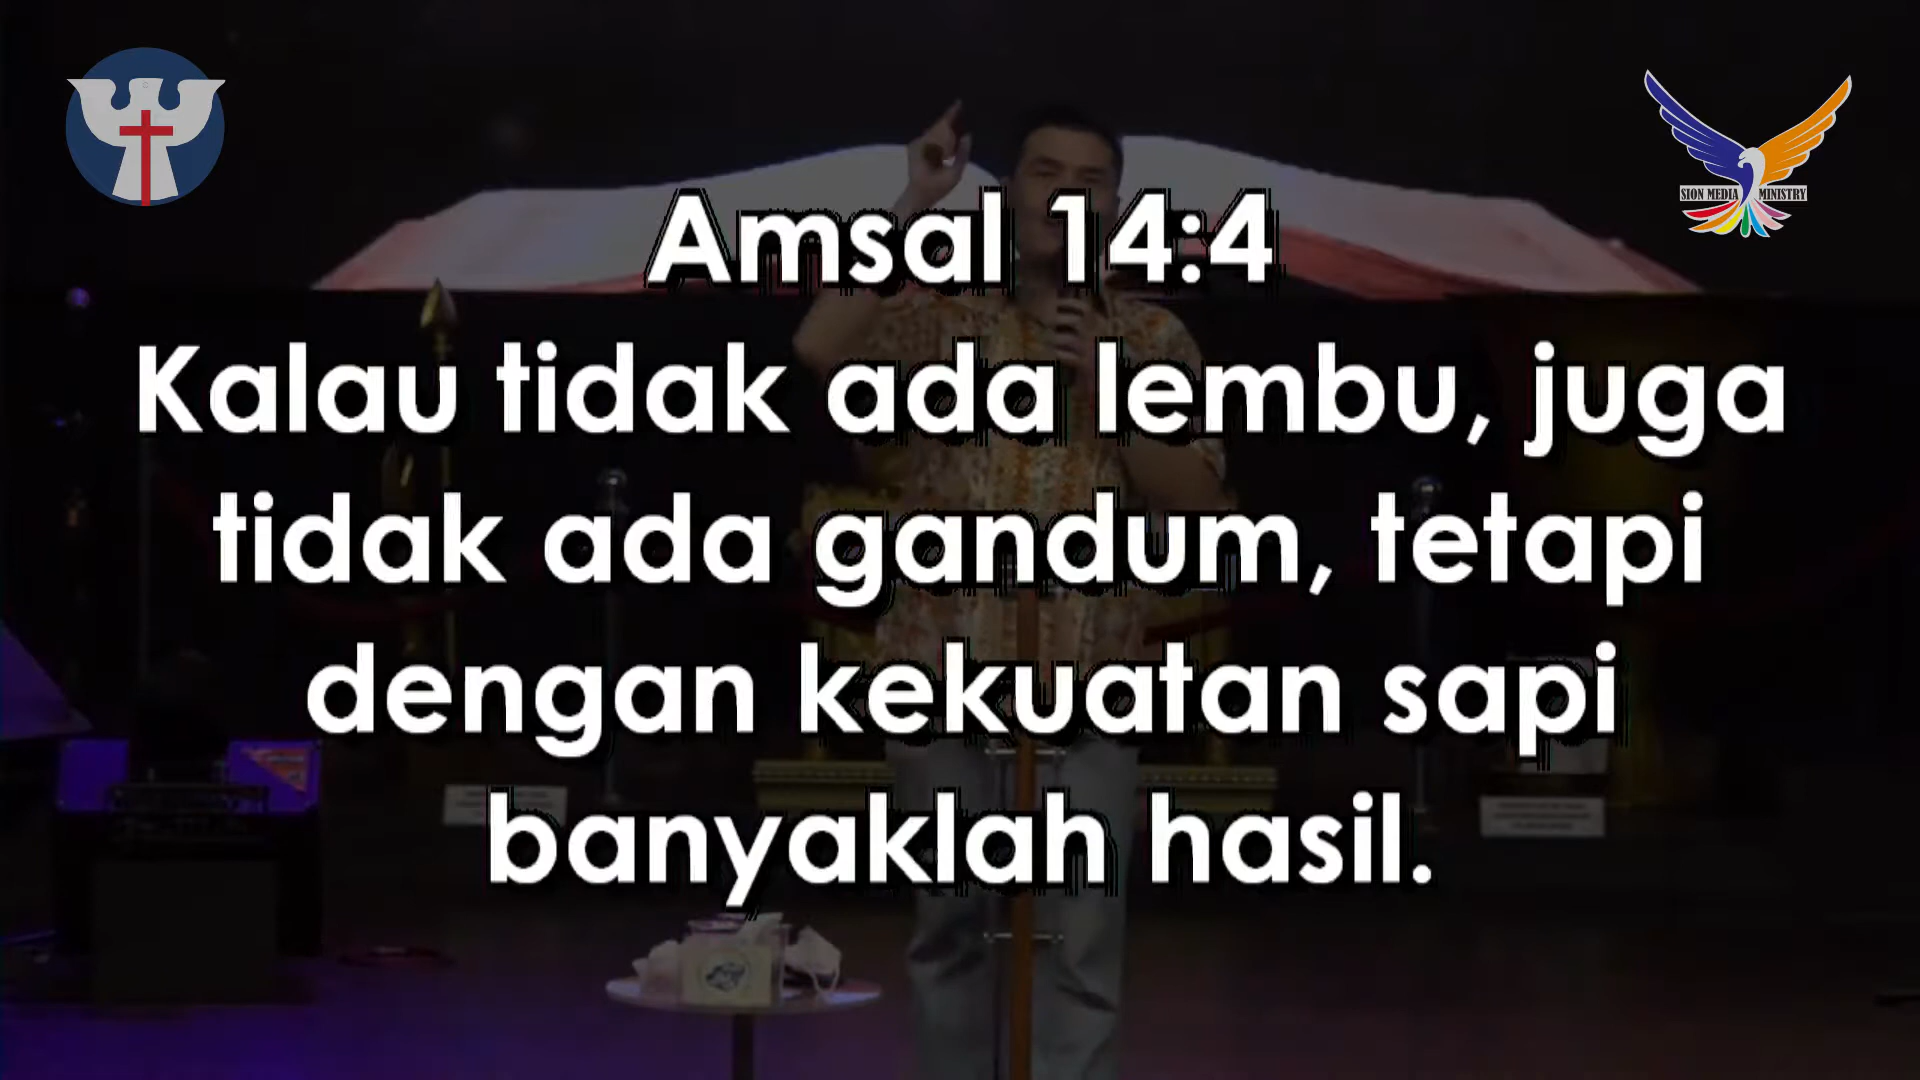 SION MEDIA MINISTRY
Amsal 14:4
Kalau tidak ada lembu, juga
tidak ada gandum, tetapi
dengan kekuatan sapi
banyaklah hasil.